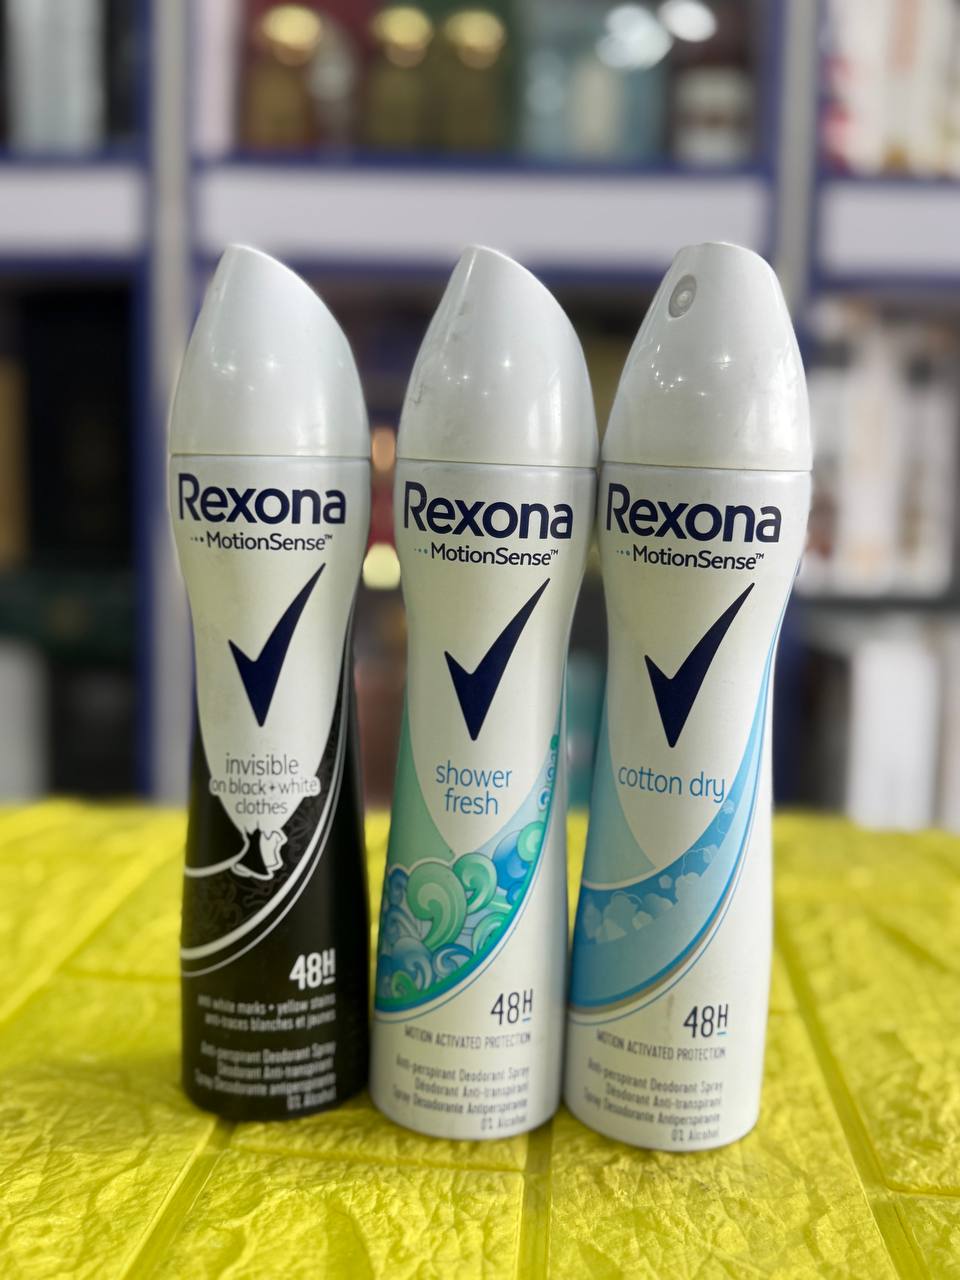 Rexona
MotionSense™
invisible
on black+white
clothes
48H
anti white marks + yellow stains
anti-traces blanches et jaunes
Anti-perspirant Deodorant Spray
Déodorant Anti-transpirant
Spray Desodorante antiperspirante
0% Alcohol
Rexona
MotionSense™
shower
fresh
48H
MOTION ACTIVATED PROTECTION
Anti-perspirant Deodorant Spray
Déodorant Anti-transpirant
Spray Desodorante Antiperspirante
0% Alcohol
Rexona
MotionSense™
cotton dry
48H
MOTION ACTIVATED PROTECTION
Anti-perspirant Deodorant Spray
Déodorant Anti-transpirant
Spray Desodorante Antiperspirante
0% Alcohol